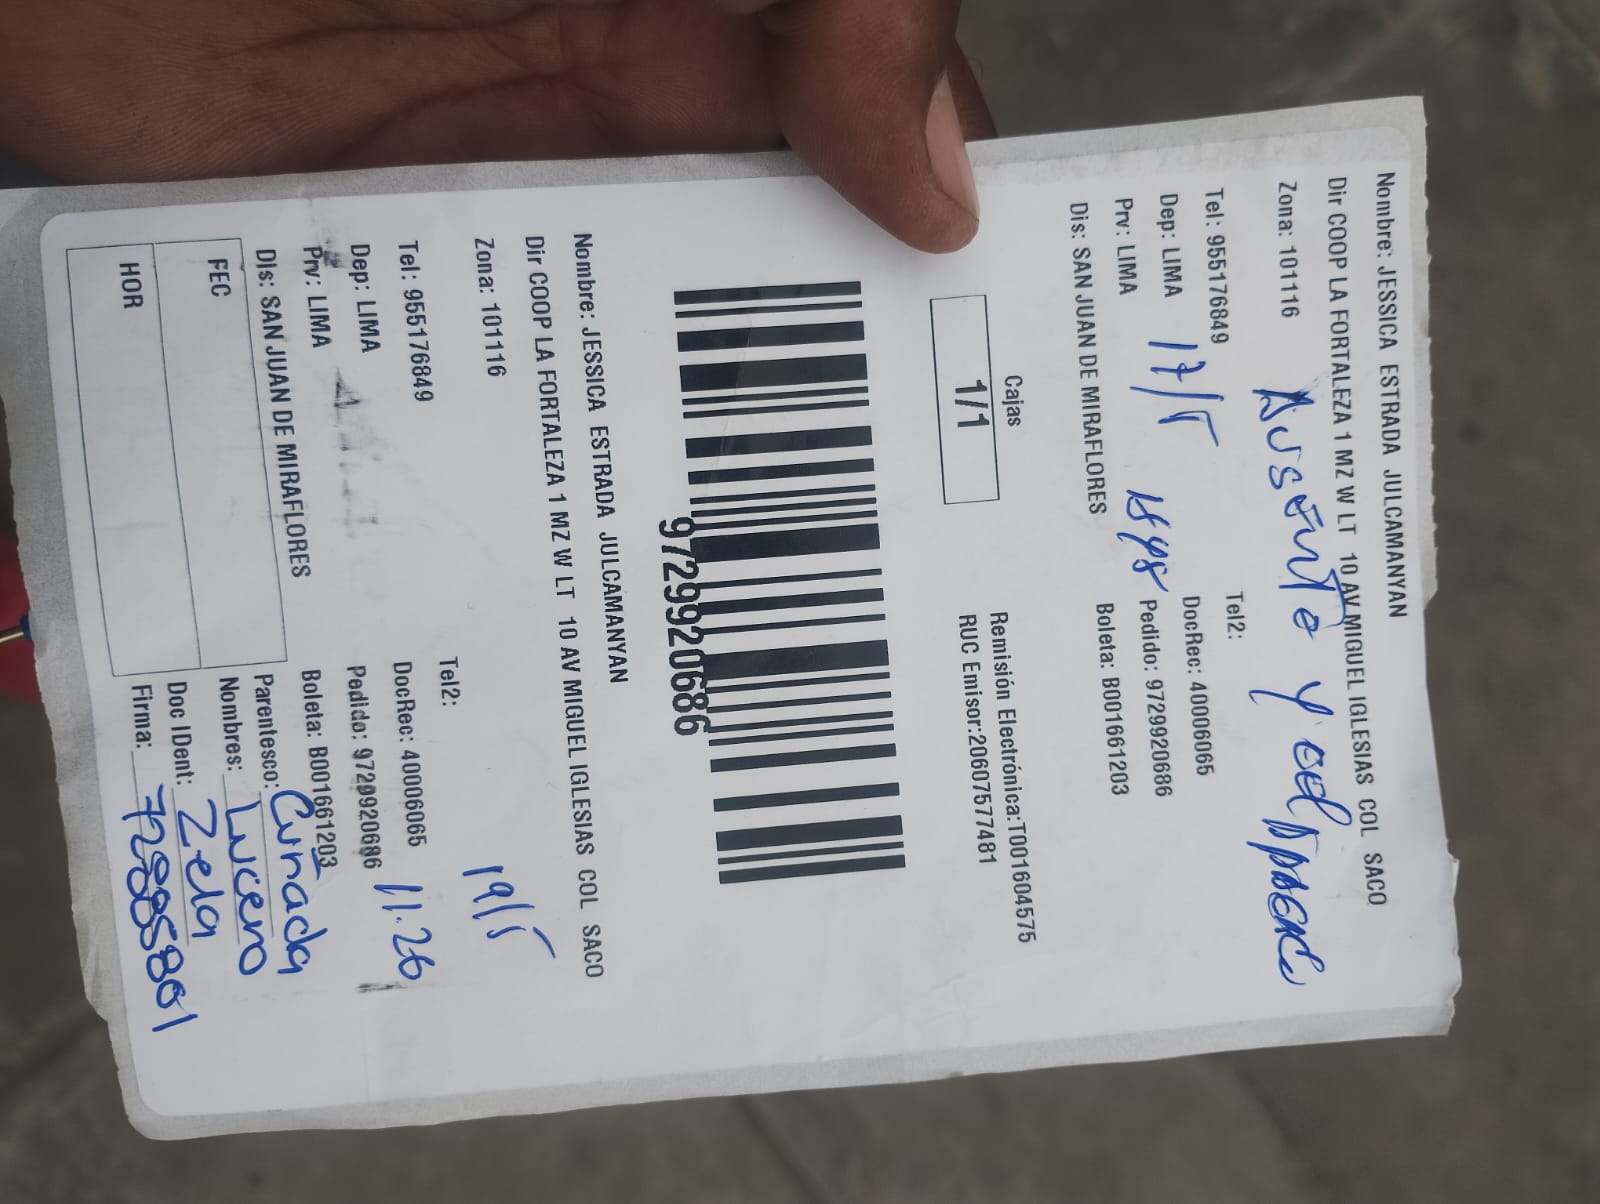 Nombre: JESSICA ESTRADA JULCAMANYAN
Dir COOP LA FORTALEZA 1 MZ W LT 10 AV MIGUEL IGLESIAS COL SACO
Zona: 101116
Ausente y
Tel: 955176849
Tel2:
Dep: LIMA
17/5
DocRec: 40006065
Prv: LIMA
Pedido: 9729920686
Dis: SAN JUAN DE MIRAFLORES
Boleta: B001661203
Cajas
1/1
Remisión Electrónica:T001604575
RUC Emisor:20607577481
9729920686
Nombre: JESSICA ESTRADA JULCAMANYAN
Dir COOP LA FORTALEZA 1 MZ W LT 10 AV MIGUEL IGLESIAS COL SACO
Zona: 101116
19/5
Tel2:
Tel: 955176849
DocRec: 40006065
11.26
Dep: LIMA
Pedido: 9729920686
Prv: LIMA
Boleta: B001661203
Dis: SAN JUAN DE MIRAFLORES
Parentesco: Cuñada
FEC
Nombres: Lucero
Doc IDent: Zela
HOR
Firma: